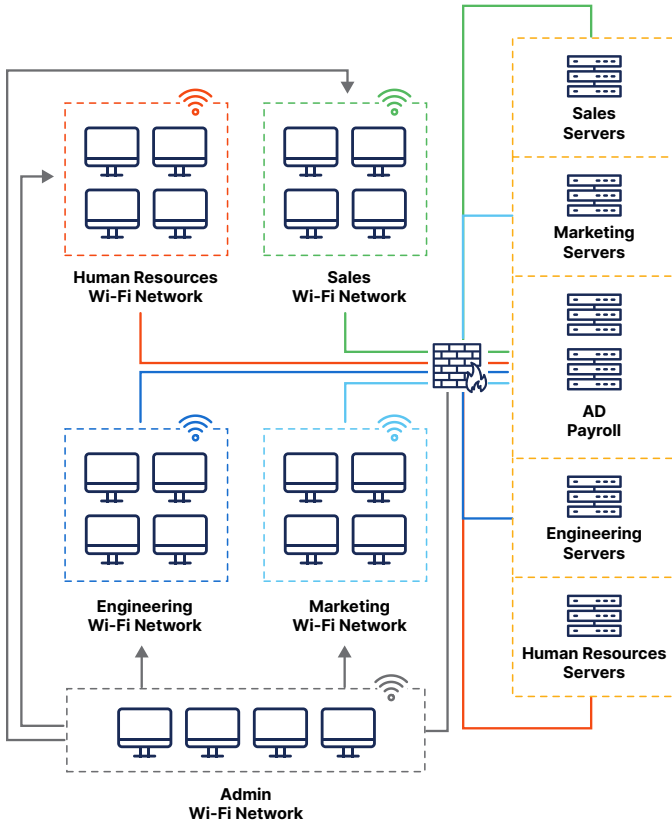 Sales
Servers
Marketing
Servers
Human Resources
Wi-Fi Network
Sales
Wi-Fi Network
AD
Payroll
Engineering
Servers
Engineering
Wi-Fi Network
Marketing
Wi-Fi Network
Human Resources
Servers
Admin
Wi-Fi Network